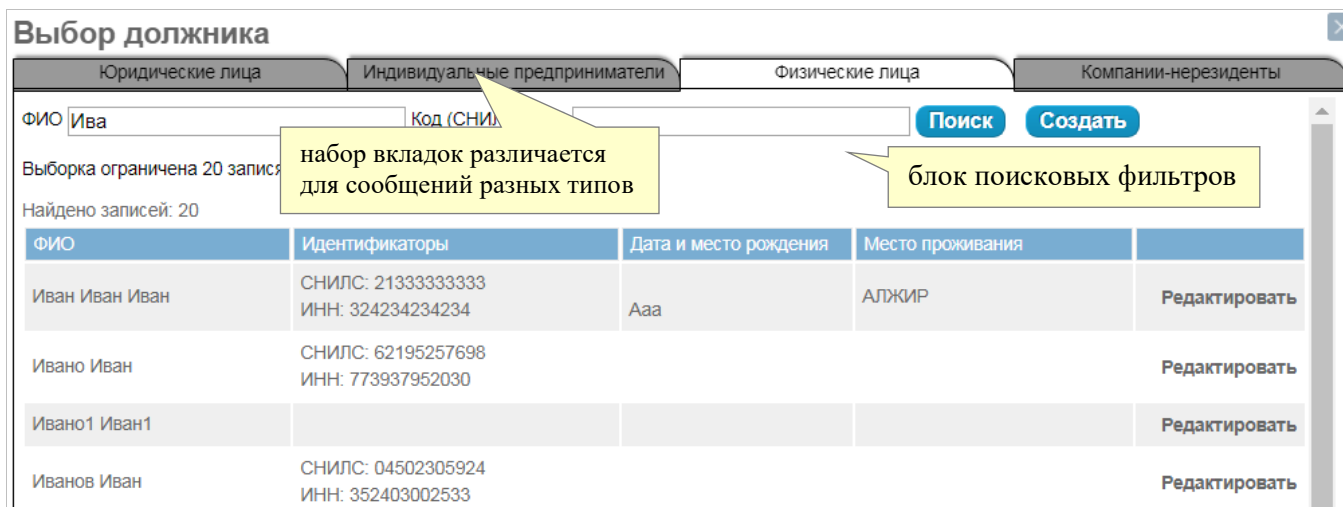 Выбор должника
Юридические лица Индивидуальные предприниматели Физические лица Компании-нерезиденты
ФИО Ива Код (СНИЛ Поиск Создать
набор вкладок различается
для сообщений разных типов
блок поисковых фильтров
Выборка ограничена 20 запися
Найдено записей: 20
ФИО Идентификаторы Дата и место рождения Место проживания
Иван Иван Иван СНИЛС: 21333333333
ИНН: 324234234234 Ааа АЛЖИР Редактировать
Ивано Иван СНИЛС: 62195257698
ИНН: 773937952030 Редактировать
Ивано1 Иван1 Редактировать
Иванов Иван СНИЛС: 04502305924
ИНН: 352403002533 Редактировать